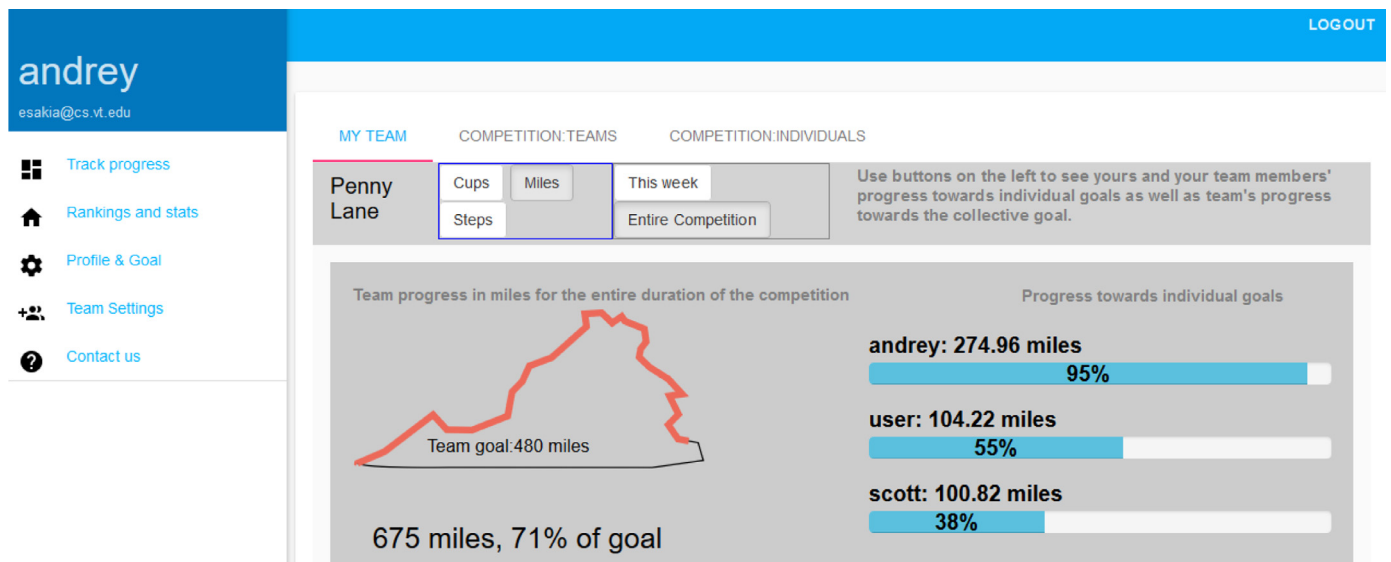 LOGOUT
andrey
esakia@cs.vt.edu
Track progress
Rankings and stats
Profile & Goal
Team Settings
Contact us
MY TEAM
COMPETITION:TEAMS
COMPETITION:INDIVIDUALS
Penny
Lane
Cups
Miles
Steps
This week
Entire Competition
Use buttons on the left to see yours and your team members'
progress towards individual goals as well as team's progress
towards the collective goal.
Team progress in miles for the entire duration of the competition
Team goal:480 miles
675 miles, 71% of goal
Progress towards individual goals
andrey: 274.96 miles
95%
user: 104.22 miles
55%
scott: 100.82 miles
38%